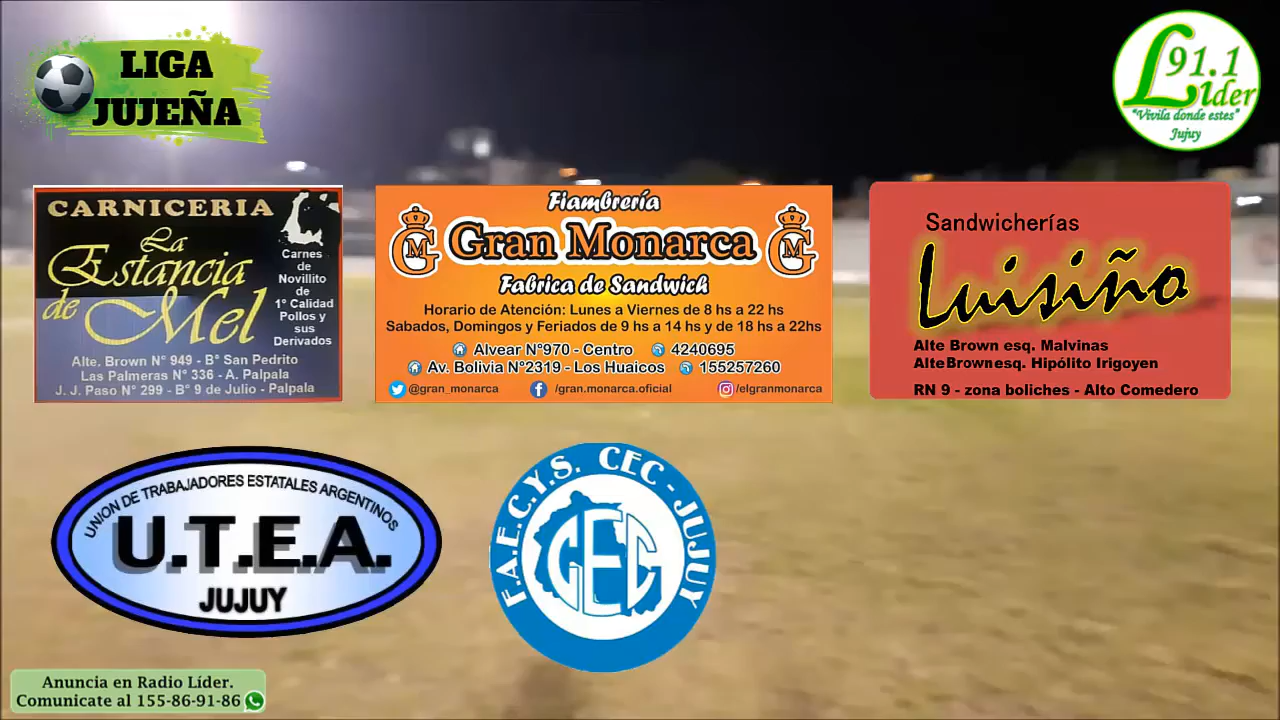 LIGA
JUJEÑA
91.1
Líder
"Vivila donde estes"
Jujuy
CARNICERIA
La
Estancia
de Mel
Carnes
de
Novillito
de
1° Calidad
Pollos y
sus
Derivados
Alte. Brown N° 949 - B° San Pedrito
Las Palmeras N° 336 - A. Palpala
J. J. Paso N° 299 - B° 9 de Julio - Palpala
Fiambrería
GM Gran Monarca GM
Fabrica de Sandwich
Horario de Atención: Lunes a Viernes de 8 hs a 22 hs
Sabados, Domingos y Feriados de 9 hs a 14 hs y de 18 hs a 22hs
Alvear N°970 - Centro 4240695
Av. Bolivia N°2319 - Los Huaicos 155257260
@gran_monarca /gran.monarca.oficial /elgranmonarca
Sandwicherías
Luisiño
Alte Brown esq. Malvinas
AlteBrownesq. Hipólito Irigoyen
RN 9 - zona boliches - Alto Comedero
UNION DE TRABAJADORES ESTATALES ARGENTINOS
U.T.E.A.
JUJUY
F.A.E.C.Y.S. CEC - JUJUY
CEC
Anuncia en Radio Líder.
Comunicate al 155-86-91-86